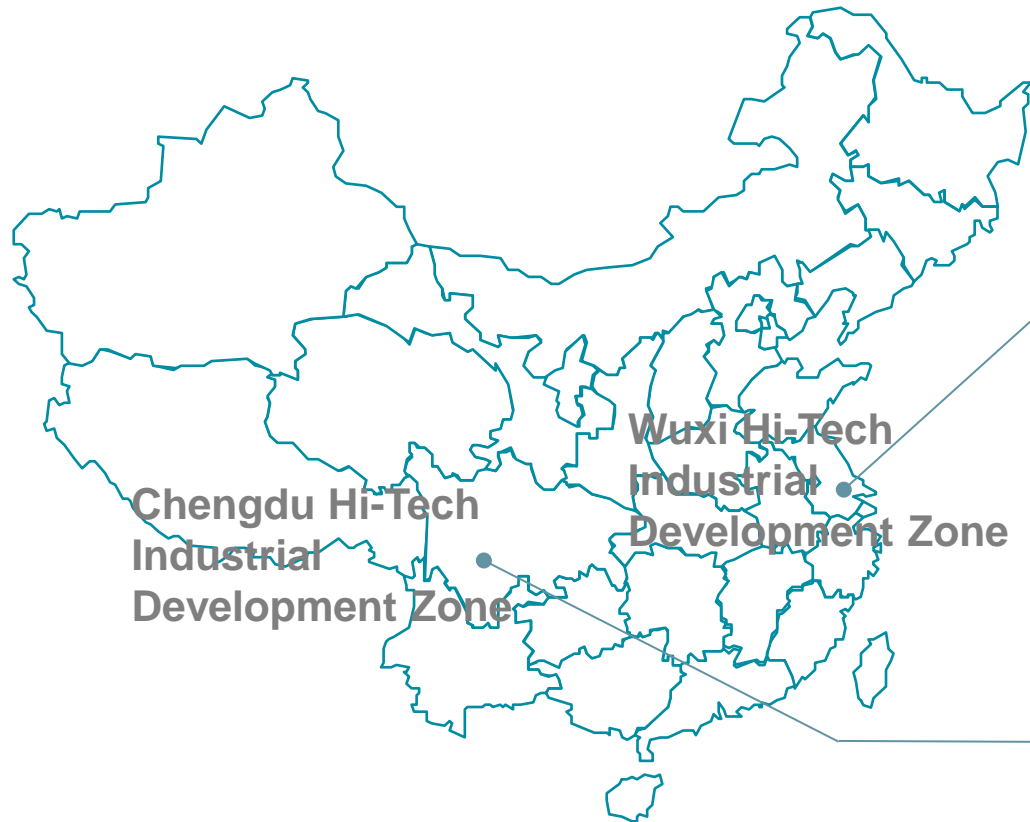 Wuxi Hi-Tech
Industrial
Development Zone
Chengdu Hi-Tech
Industrial
Development Zone